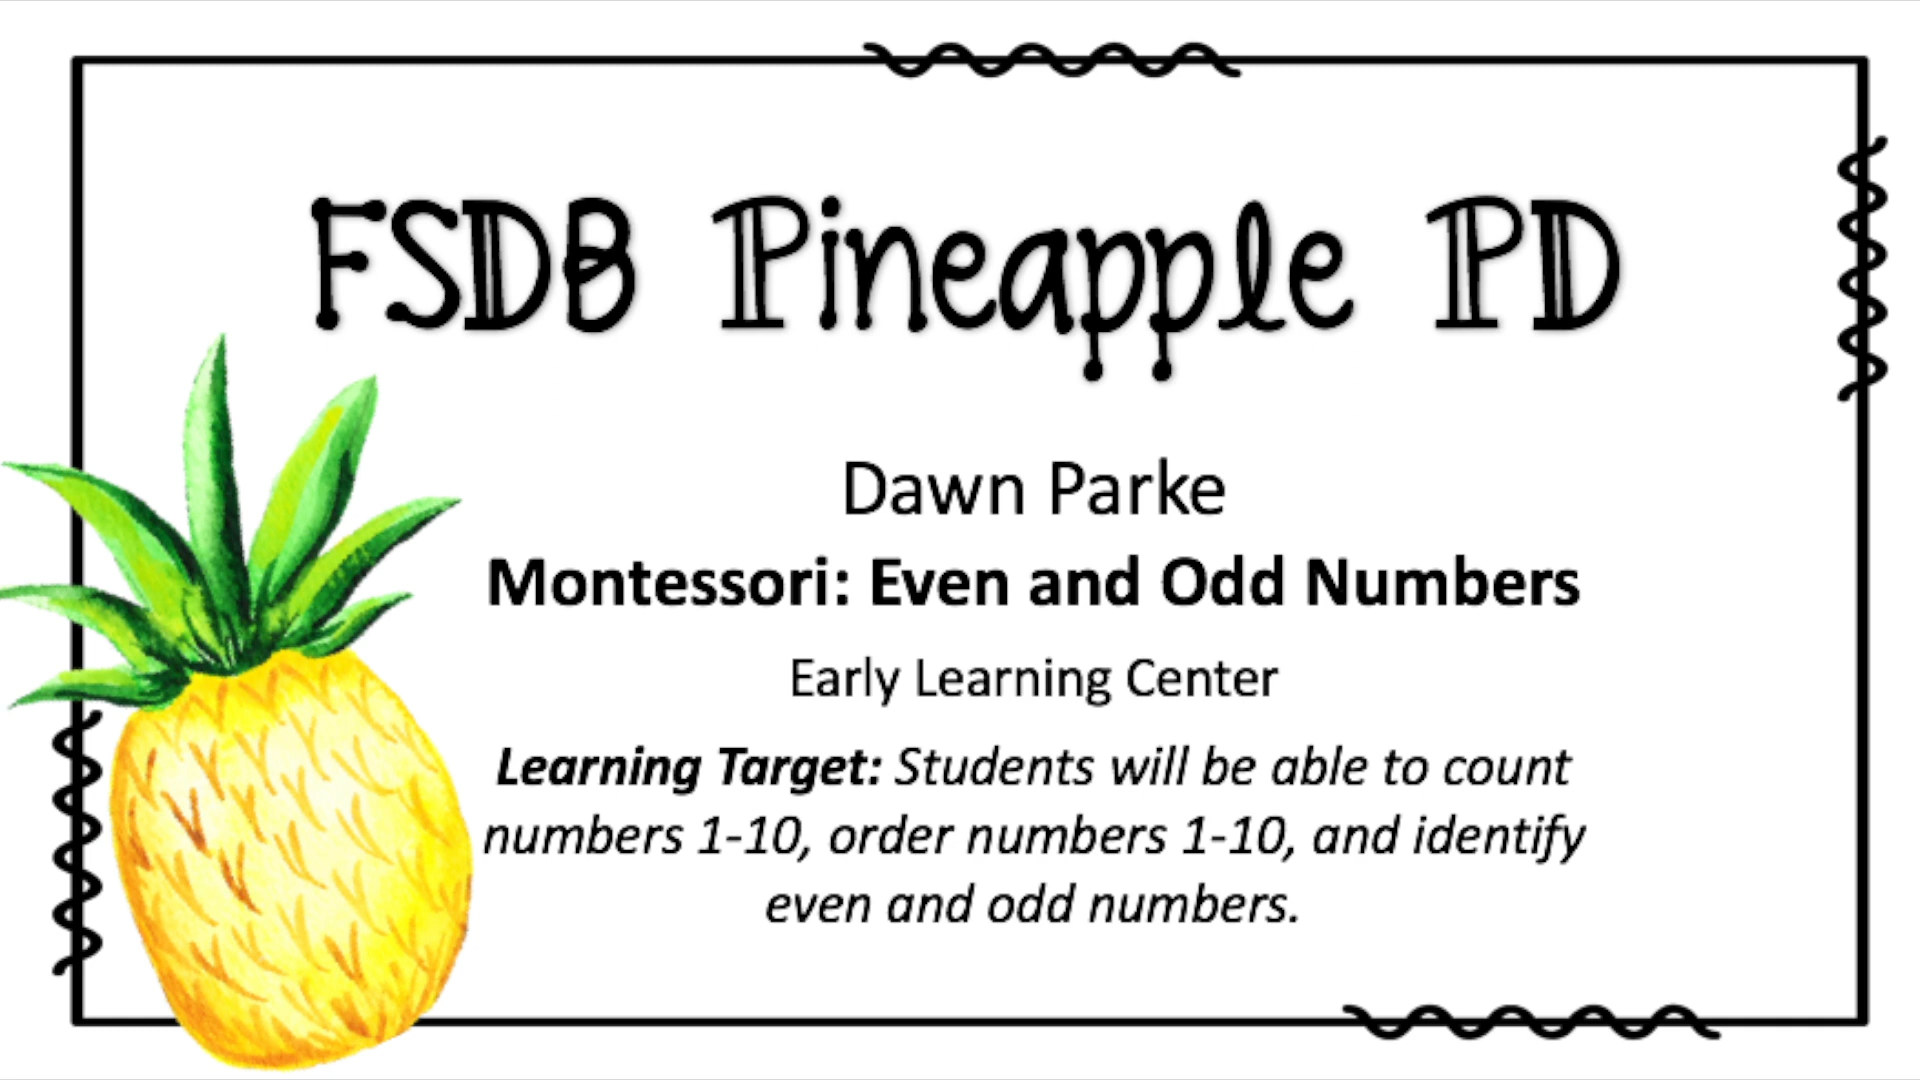 FSDB Pineapple PD
Dawn Parke
Montessori: Even and Odd Numbers
Early Learning Center
Learning Target: Students will be able to count
numbers 1-10, order numbers 1-10, and identify
even and odd numbers.